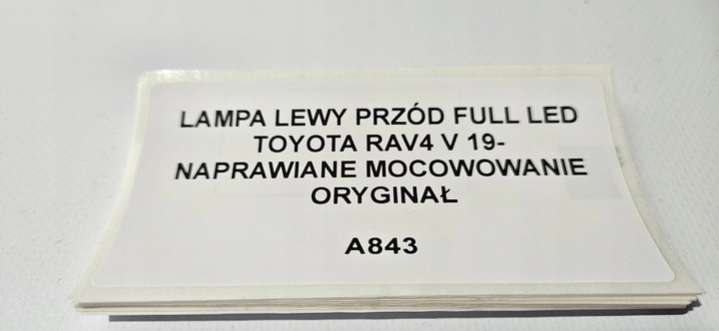 LAMPA LEWY PRZÓD FULL LED
TOYOTA RAV4 V 19-
NAPRAWIANE MOCOWOWANIE
ORYGINAŁ
A843